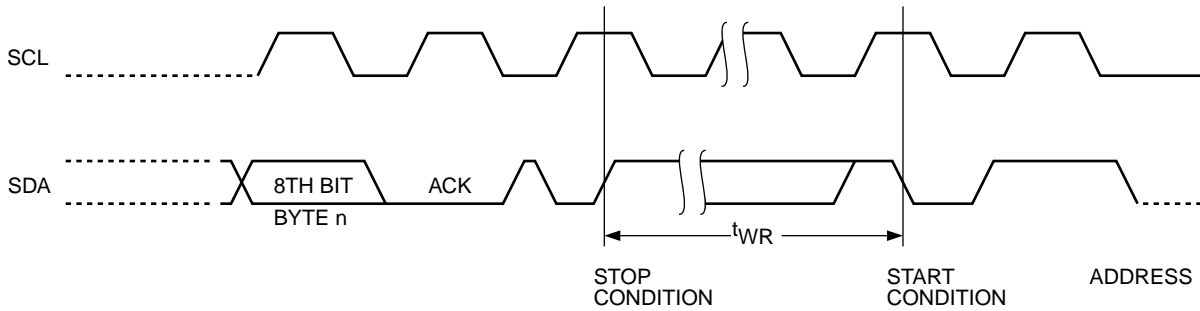 SCL
SDA
8TH BIT
ACK
BYTE n
tWR
STOP
CONDITION
START
CONDITION
ADDRESS